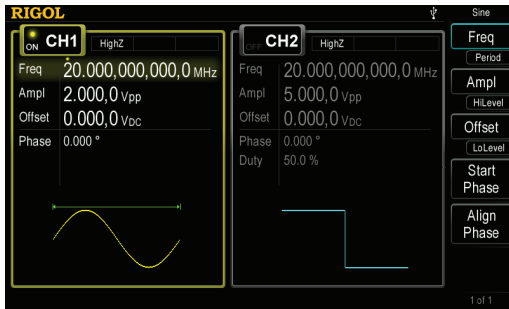 RIGOL
Sine
ON CH1 HighZ
Freq 20.000,000,000,0 MHz
Ampl 2.000,0 Vpp
Offset 0.000,0 VDC
Phase 0.000 °
OFF CH2 HighZ
Freq 20.000,000,000,0 MHz
Ampl 5.000,0 Vpp
Offset 0.000,0 VDC
Phase 0.000 °
Duty 50.0 %
Freq
Period
Ampl
HiLevel
Offset
LoLevel
Start
Phase
Align
Phase
1 of 1